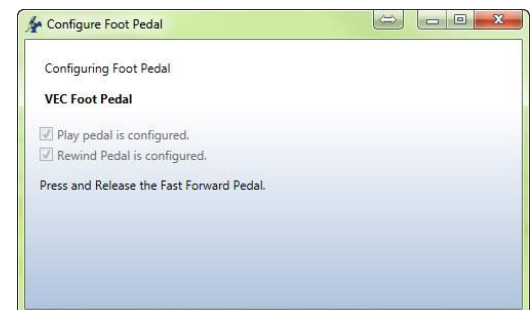 Configure Foot Pedal
Configuring Foot Pedal
VEC Foot Pedal
Play pedal is configured.
Rewind Pedal is configured.
Press and Release the Fast Forward Pedal.